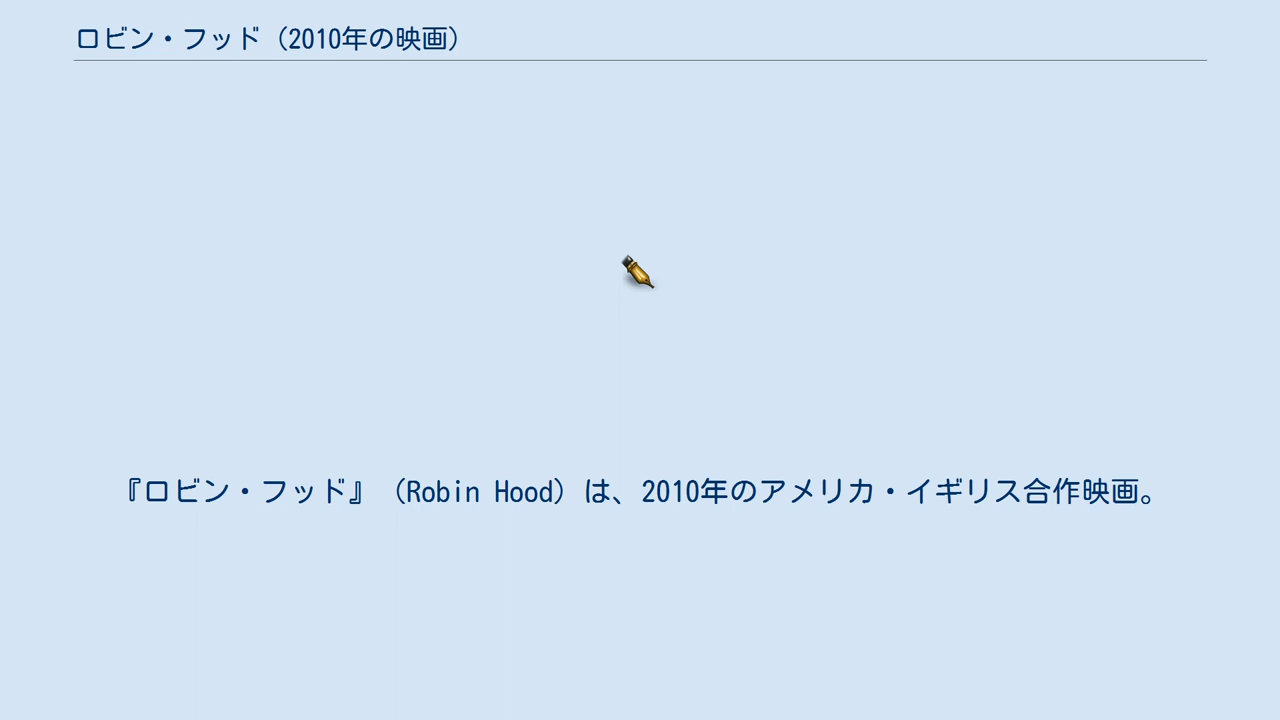 ロビン・フッド（2010年の映画）
『ロビン・フッド』（Robin Hood）は、2010年のアメリカ・イギリス合作映画。